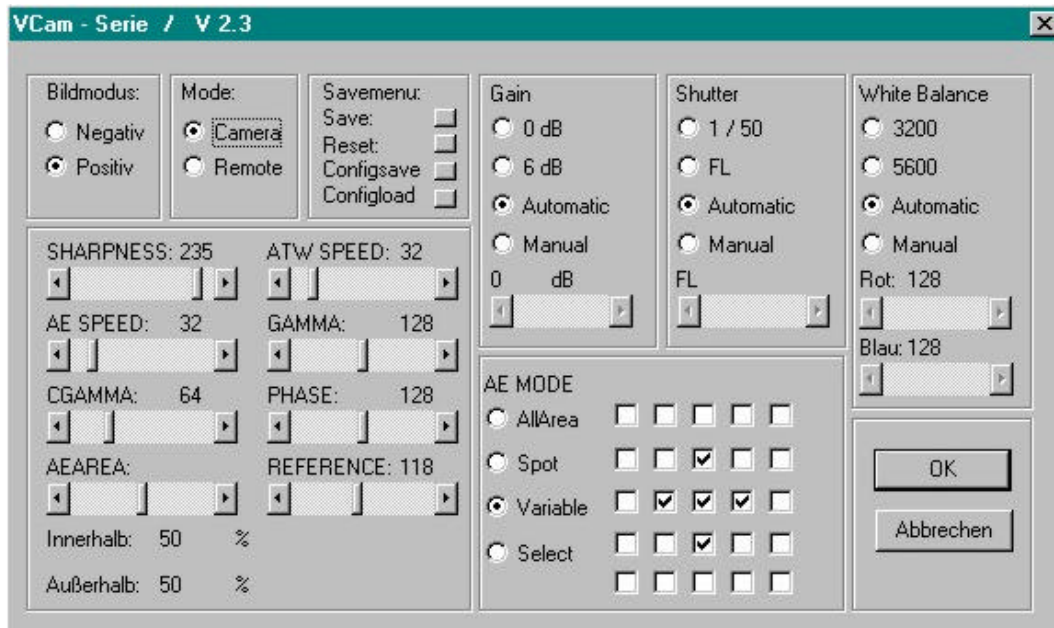 VCam - Serie / V 2.3
Bildmodus:
Negativ
Positiv
Mode:
Camera
Remote
Savemenu:
Save:
Reset:
Configsave
Configload
Gain
0 dB
6 dB
Automatic
Manual
0 dB
Shutter
1 / 50
FL
Automatic
Manual
FL
White Balance
3200
5600
Automatic
Manual
Rot: 128
Blau: 128
SHARPNESS: 235
ATW SPEED: 32
AE SPEED: 32
GAMMA: 128
CGAMMA: 64
PHASE: 128
AEAREA:
REFERENCE: 118
Innerhalb: 50 %
Außerhalb: 50 %
AE MODE
AllArea
Spot
Variable
Select
OK
Abbrechen